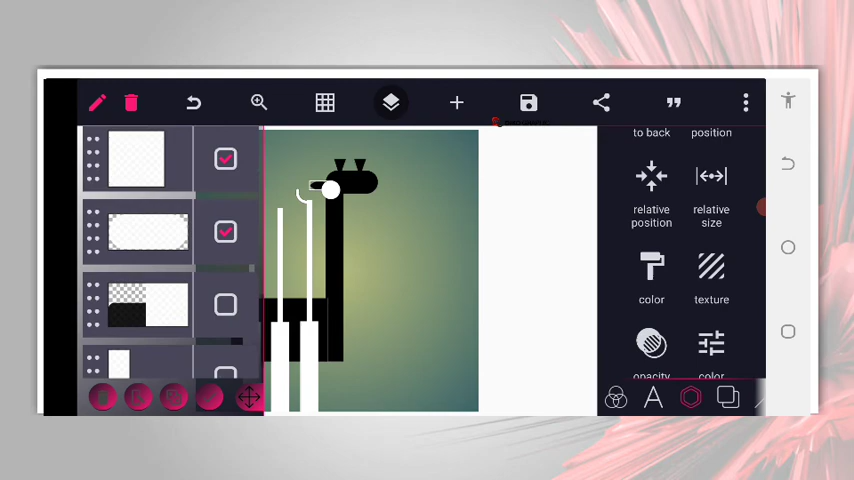 to back position
relative position
relative size
color texture
opacity color